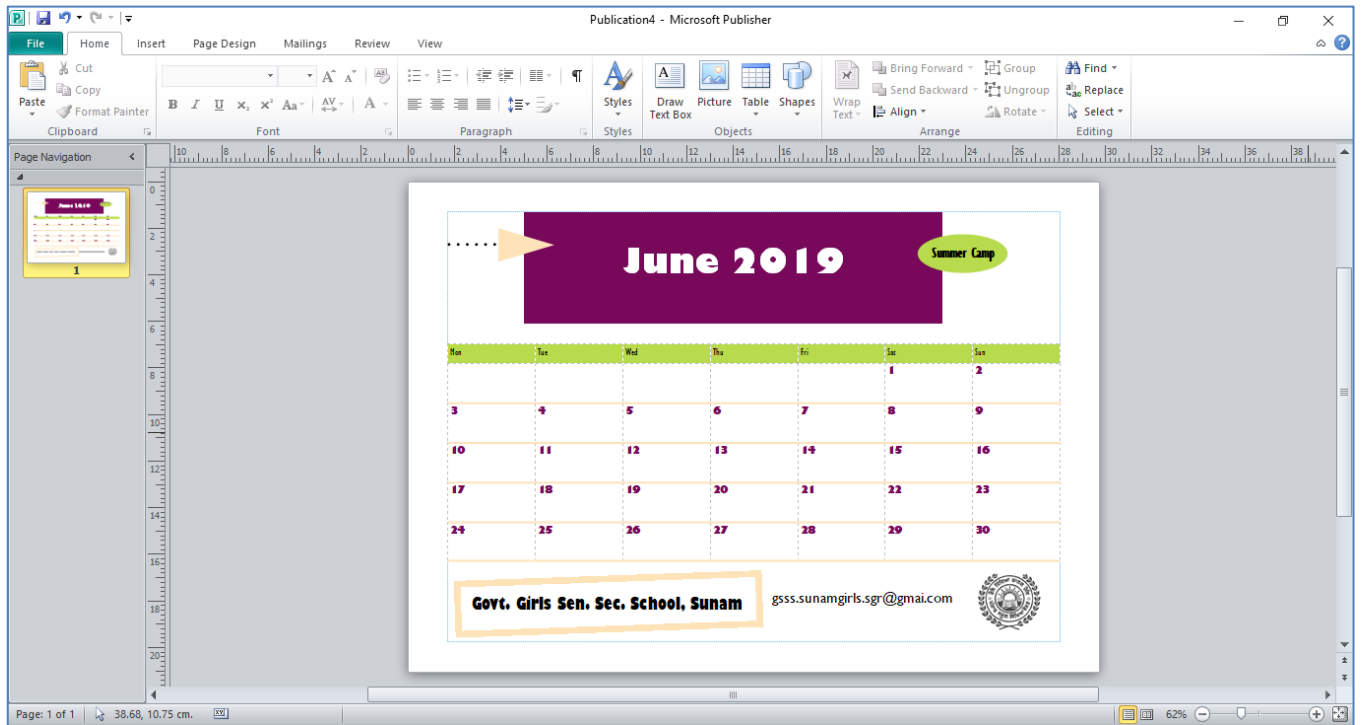 Publication4 - Microsoft Publisher
File Home Insert Page Design Mailings Review View
Cut
Copy
Format Painter
Paste
Clipboard
Font
Paragraph
Styles
Styles
Draw Text Box
Picture
Table
Shapes
Objects
Wrap Text
Bring Forward
Send Backward
Align
Group
Ungroup
Rotate
Arrange
Find
Replace
Select
Editing
Page Navigation
June 2019
1
June 2019
Summer Camp
Mon Tue Wed Thu Fri Sat Sun
1 2
3 4 5 6 7 8 9
10 11 12 13 14 15 16
17 18 19 20 21 22 23
24 25 26 27 28 29 30
Govt. Girls Sen. Sec. School, Sunam
gsss.sunamgirls.sgr@gmai.com
Page: 1 of 1
38.68, 10.75 cm.
62%